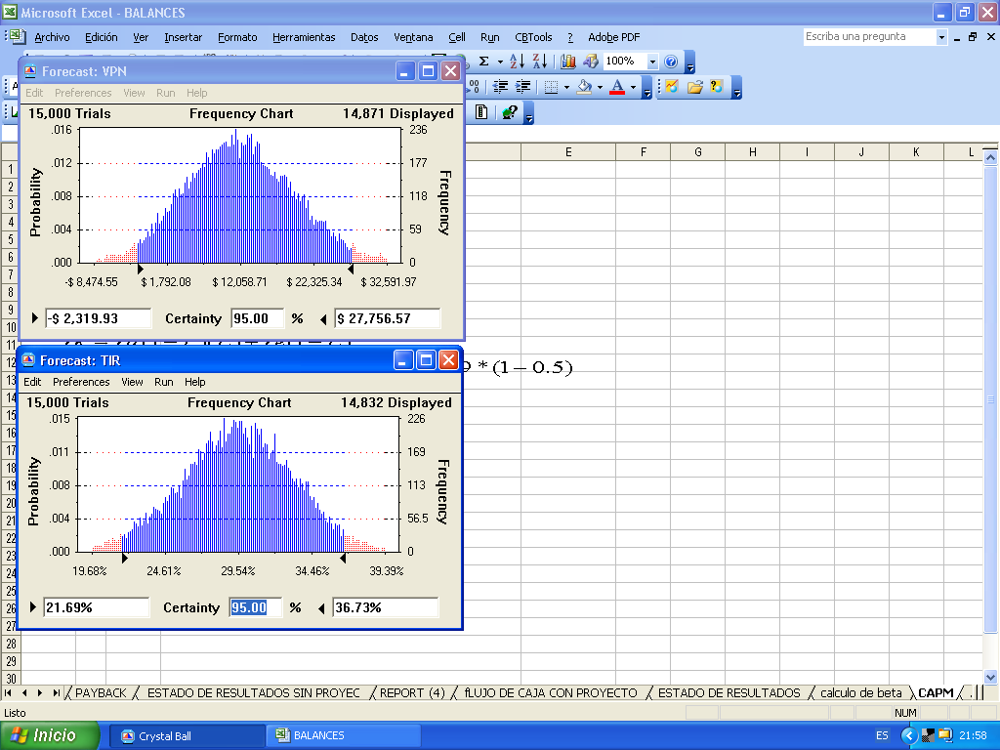 Microsoft Excel - BALANCES
Archivo Edición Ver Insertar Formato Herramientas Datos Ventana Celda Run CBTools ? Adobe PDF
Escriba una pregunta
Σ 100%
Forecast: VPN
Edit Preferences View Run Help
15,000 Trials Frequency Chart 14,871 Displayed
Probability
.016
.012
.008
.004
.000
236
177
118
59
0
Frequency
-$ 8,474.55 $ 1,792.08 $ 12,058.71 $ 22,325.34 $ 32,591.97
-$ 2,319.93 Certainty 95.00 % $ 27,756.57
E F G H I J K L
1
2
3
4
5
6
7
8
9
10
11
12
13
14
15
16
17
18
19
20
21
22
23
24
25
26
27
28
29
30
* (1 – 0.5)
Forecast: TIR
Edit Preferences View Run Help
15,000 Trials Frequency Chart 14,832 Displayed
Probability
.015
.011
.008
.004
.000
226
169
113
56.5
0
Frequency
19.68% 24.61% 29.54% 34.46% 39.39%
21.69% Certainty 95.00 % 36.73%
PAYBACK ESTADO DE RESULTADOS SIN PROYEC REPORT (4) fLUJO DE CAJA CON PROYECTO ESTADO DE RESULTADOS calculo de beta CAPM
Listo NUM
Inicio Crystal Ball BALANCES ES 21:58